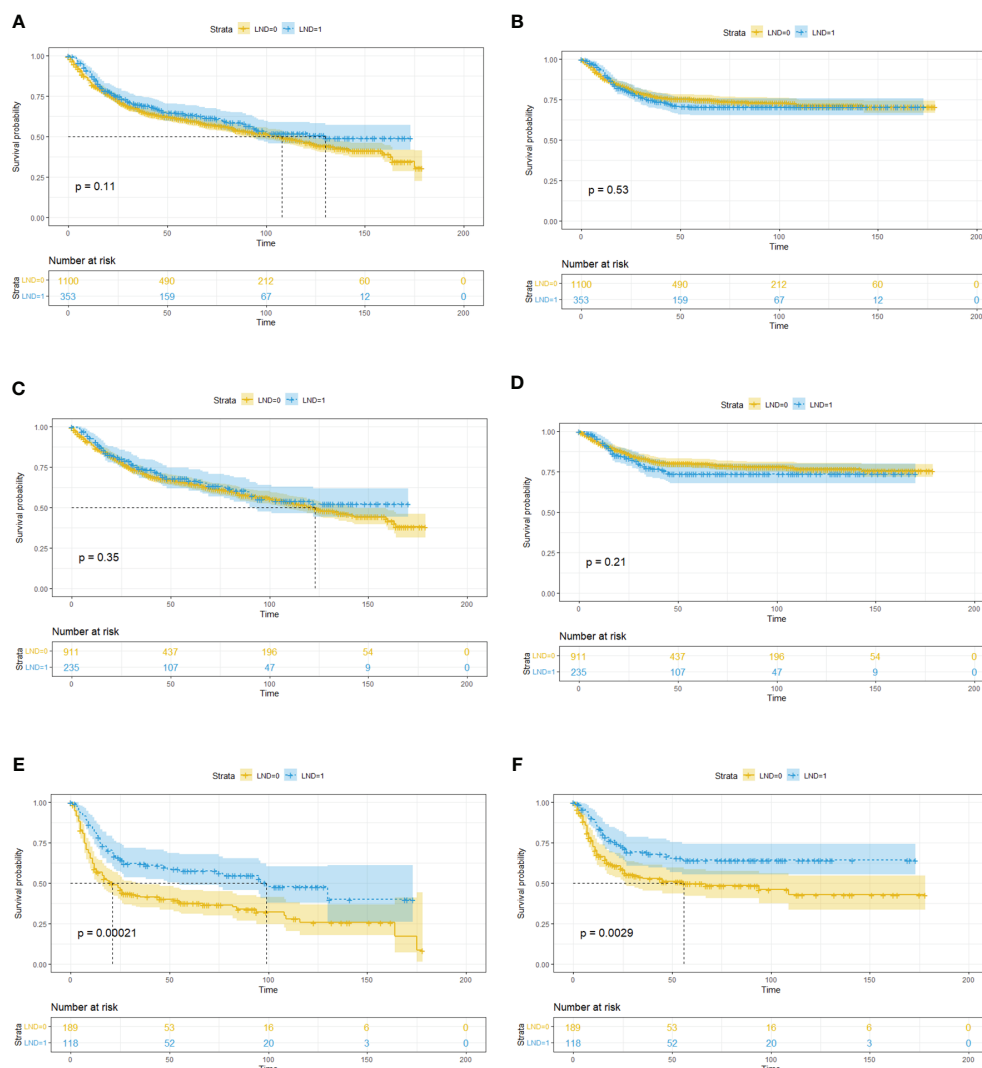 A
Strata LND=0 LND=1
1.00
0.75
0.50
0.25
0.00
Survival probability
p = 0.11
0 50 100 150 200
Time
Number at risk
Strata
LND=0 1100 490 212 60 0
LND=1 353 159 67 12 0
0 50 100 150 200
Time
B
Strata LND=0 LND=1
1.00
0.75
0.50
0.25
0.00
Survival probability
p = 0.53
0 50 100 150 200
Time
Number at risk
Strata
LND=0 1100 490 212 60 0
LND=1 353 159 67 12 0
0 50 100 150 200
Time
C
Strata LND=0 LND=1
1.00
0.75
0.50
0.25
0.00
Survival probability
p = 0.35
0 50 100 150 200
Time
Number at risk
Strata
LND=0 911 437 196 54 0
LND=1 235 107 47 9 0
0 50 100 150 200
Time
D
Strata LND=0 LND=1
1.00
0.75
0.50
0.25
0.00
Survival probability
p = 0.21
0 50 100 150 200
Time
Number at risk
Strata
LND=0 911 437 196 54 0
LND=1 235 107 47 9 0
0 50 100 150 200
Time
E
Strata LND=0 LND=1
1.00
0.75
0.50
0.25
0.00
Survival probability
p = 0.00021
0 50 100 150 200
Time
Number at risk
Strata
LND=0 189 53 16 6 0
LND=1 118 52 20 3 0
0 50 100 150 200
Time
F
Strata LND=0 LND=1
1.00
0.75
0.50
0.25
0.00
Survival probability
p = 0.0029
0 50 100 150 200
Time
Number at risk
Strata
LND=0 189 53 16 6 0
LND=1 118 52 20 3 0
0 50 100 150 200
Time